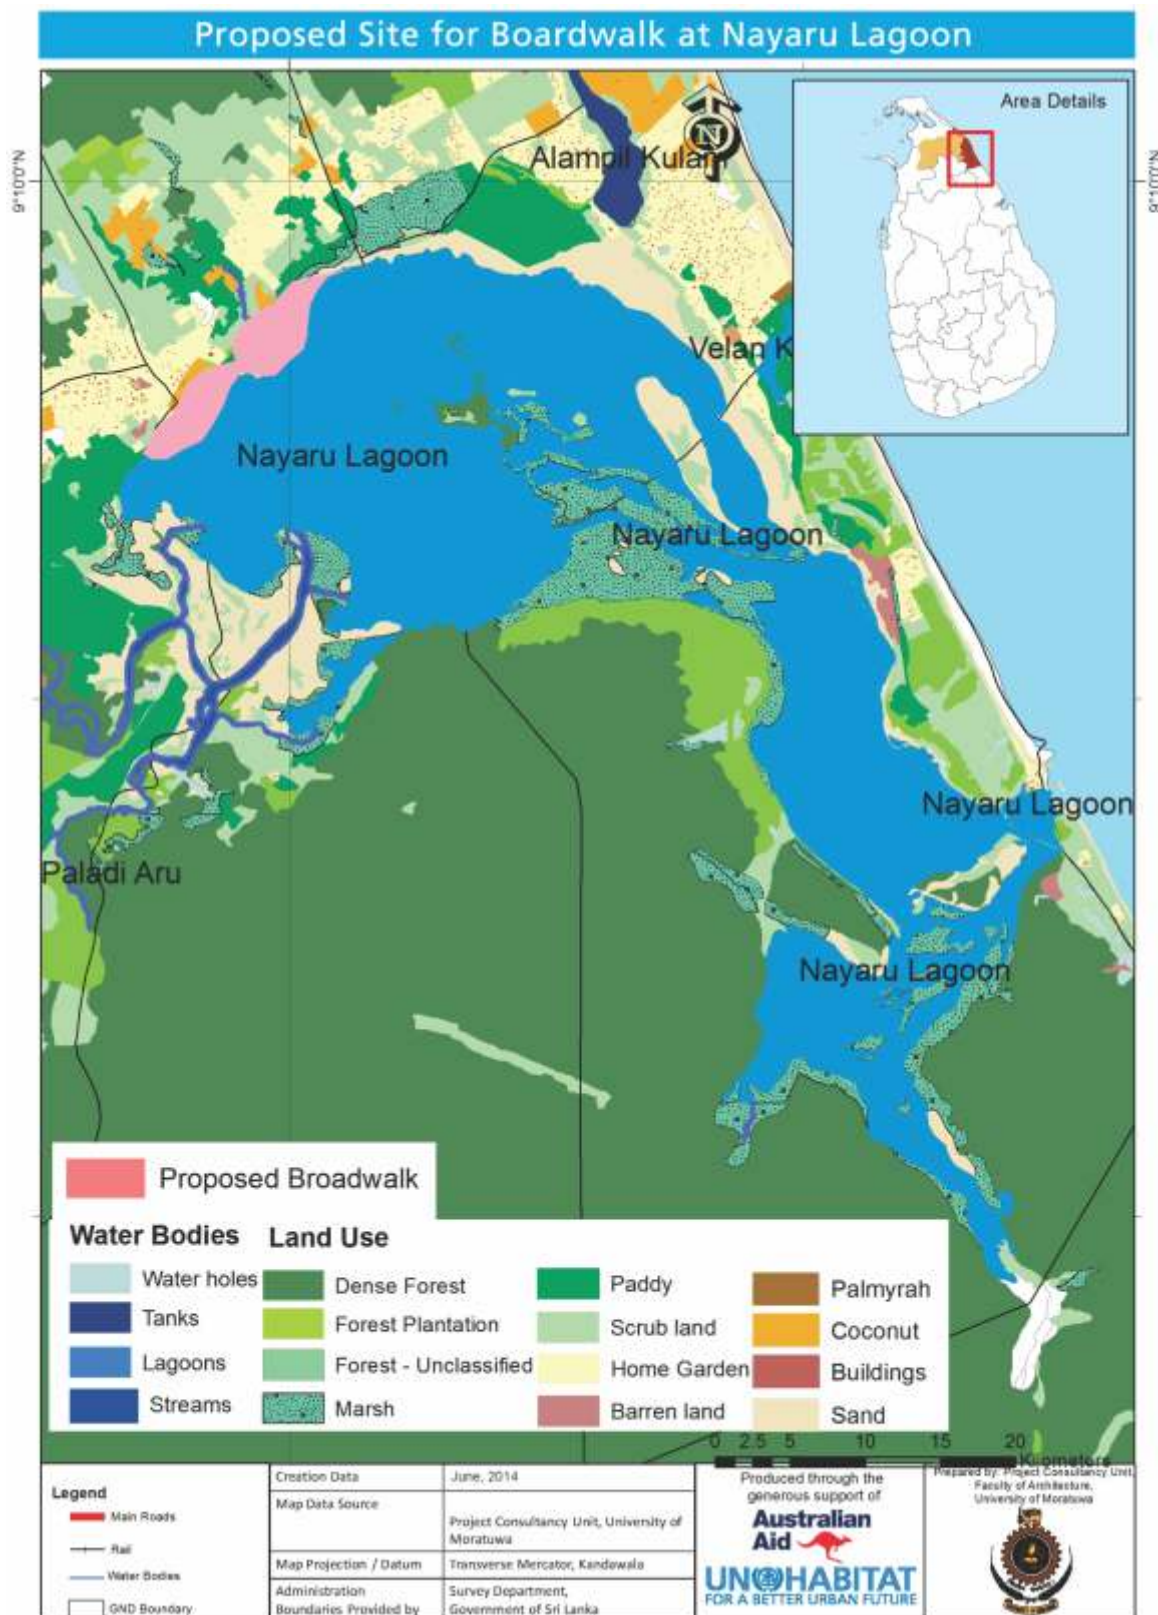 Proposed Site for Boardwalk at Nayaru Lagoon
Area Details
9°10'0"N
9°10'0"N
N
Alampil Kulam
Velan K
Nayaru Lagoon
Nayaru Lagoon
Nayaru Lagoon
Paladi Aru
Nayaru Lagoon
Proposed Broadwalk
Water Bodies
Water holes
Tanks
Lagoons
Streams
Land Use
Dense Forest
Forest Plantation
Forest - Unclassified
Marsh
Paddy
Scrub land
Home Garden
Barren land
Palmyrah
Coconut
Buildings
Sand
0 2.5 5 10 15 20
Kilometers
Legend
Main Roads
Rail
Water Bodies
GND Boundary
Creation Data June, 2014
Map Data Source
Project Consultancy Unit, University of
Moratuwa
Map Projection / Datum Transverse Mercator, Kandawala
Administration Survey Department,
Boundaries Provided by Government of Sri Lanka
Produced through the
generous support of
Australian
Aid
UN HABITAT
FOR A BETTER URBAN FUTURE
Prepared by: Project Consultancy Unit,
Faculty of Architecture,
University of Moratuwa